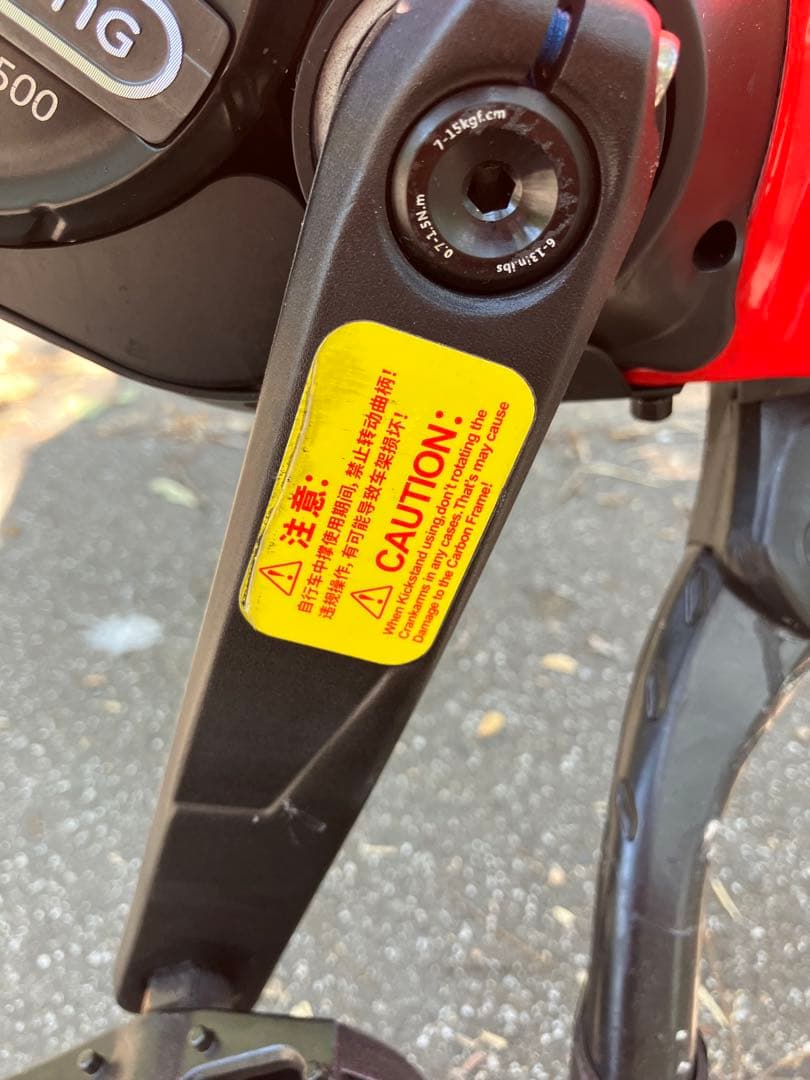 NG
500
7-15kgf.cm
0.7-1.5N.m
6-13in.lbs
注意：
自行车中撑使用期间，禁止转动曲柄！
违规操作，有可能导致车架损坏！
CAUTION：
When Kickstand using,don't rotating the
Crankarms in any cases.That's may cause
Damage to the Carbon Frame!